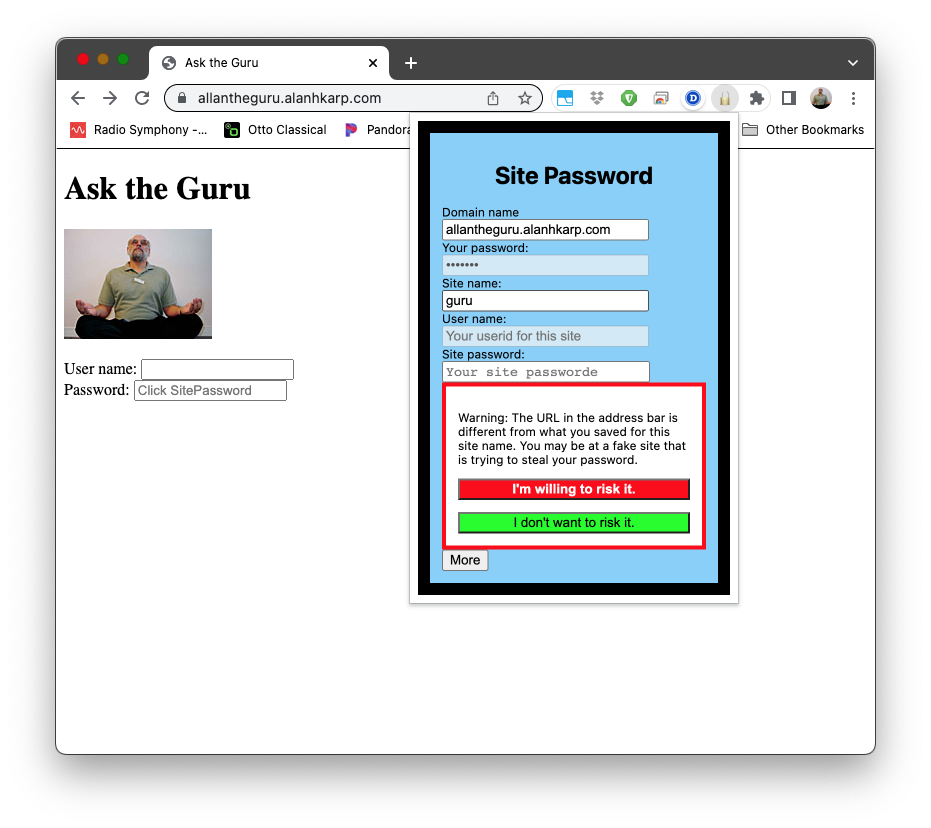 Ask the Guru
allantheguru.alanhkarp.com
Radio Symphony -...
Otto Classical
Pandora
Other Bookmarks
Ask the Guru
User name:
Password: Click SitePassword
Site Password
Domain name
allantheguru.alanhkarp.com
Your password:
•••••••
Site name:
guru
User name:
Your userid for this site
Site password:
Your site passworde
Warning: The URL in the address bar is
different from what you saved for this
site name. You may be at a fake site that
is trying to steal your password.
I'm willing to risk it.
I don't want to risk it.
More